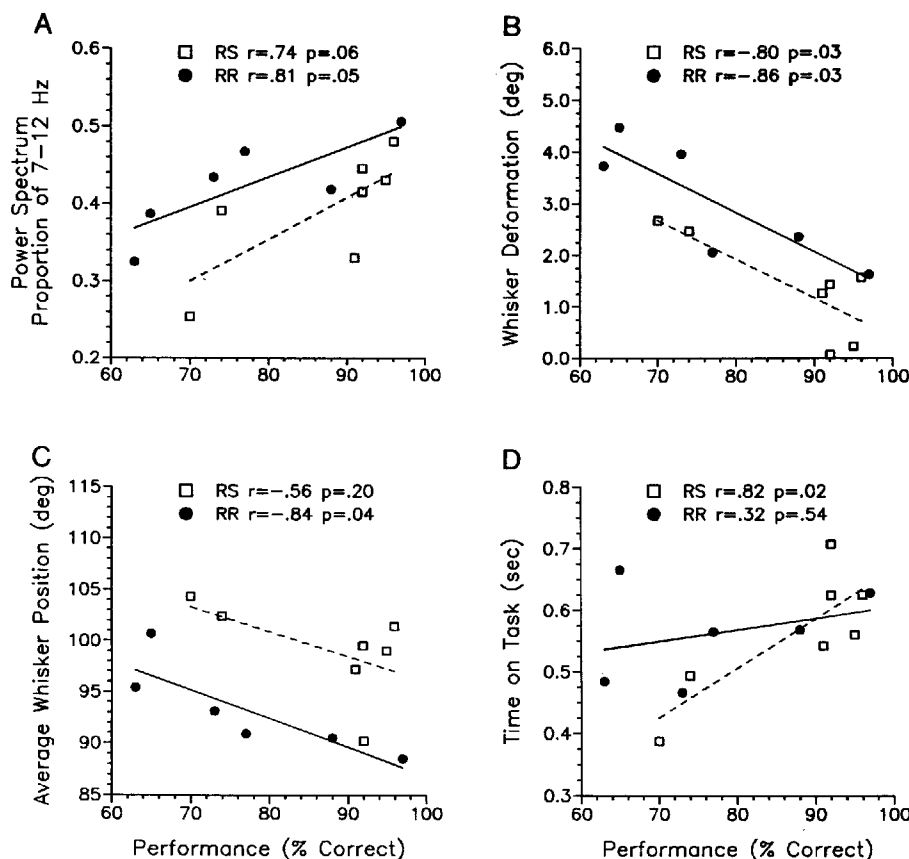 A
RS r=.74 p=.06
RR r=.81 p=.05
Power Spectrum
Proportion of 7–12 Hz
0.6
0.5
0.4
0.3
0.2
60 70 80 90 100
B
RS r=–.80 p=.03
RR r=–.86 p=.03
Whisker Deformation (deg)
6.0
5.0
4.0
3.0
2.0
1.0
0.0
60 70 80 90 100
C
RS r=–.56 p=.20
RR r=–.84 p=.04
Average Whisker Position (deg)
115
110
105
100
95
90
85
60 70 80 90 100
Performance (% Correct)
D
RS r=.82 p=.02
RR r=.32 p=.54
Time on Task (sec)
0.8
0.7
0.6
0.5
0.4
0.3
60 70 80 90 100
Performance (% Correct)